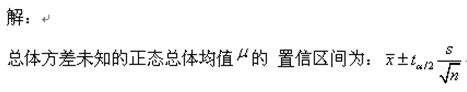 解：↵
总体方差未知的正态总体均值 μ 的 置信区间为：x̄ ± t_{α/2} s/√n